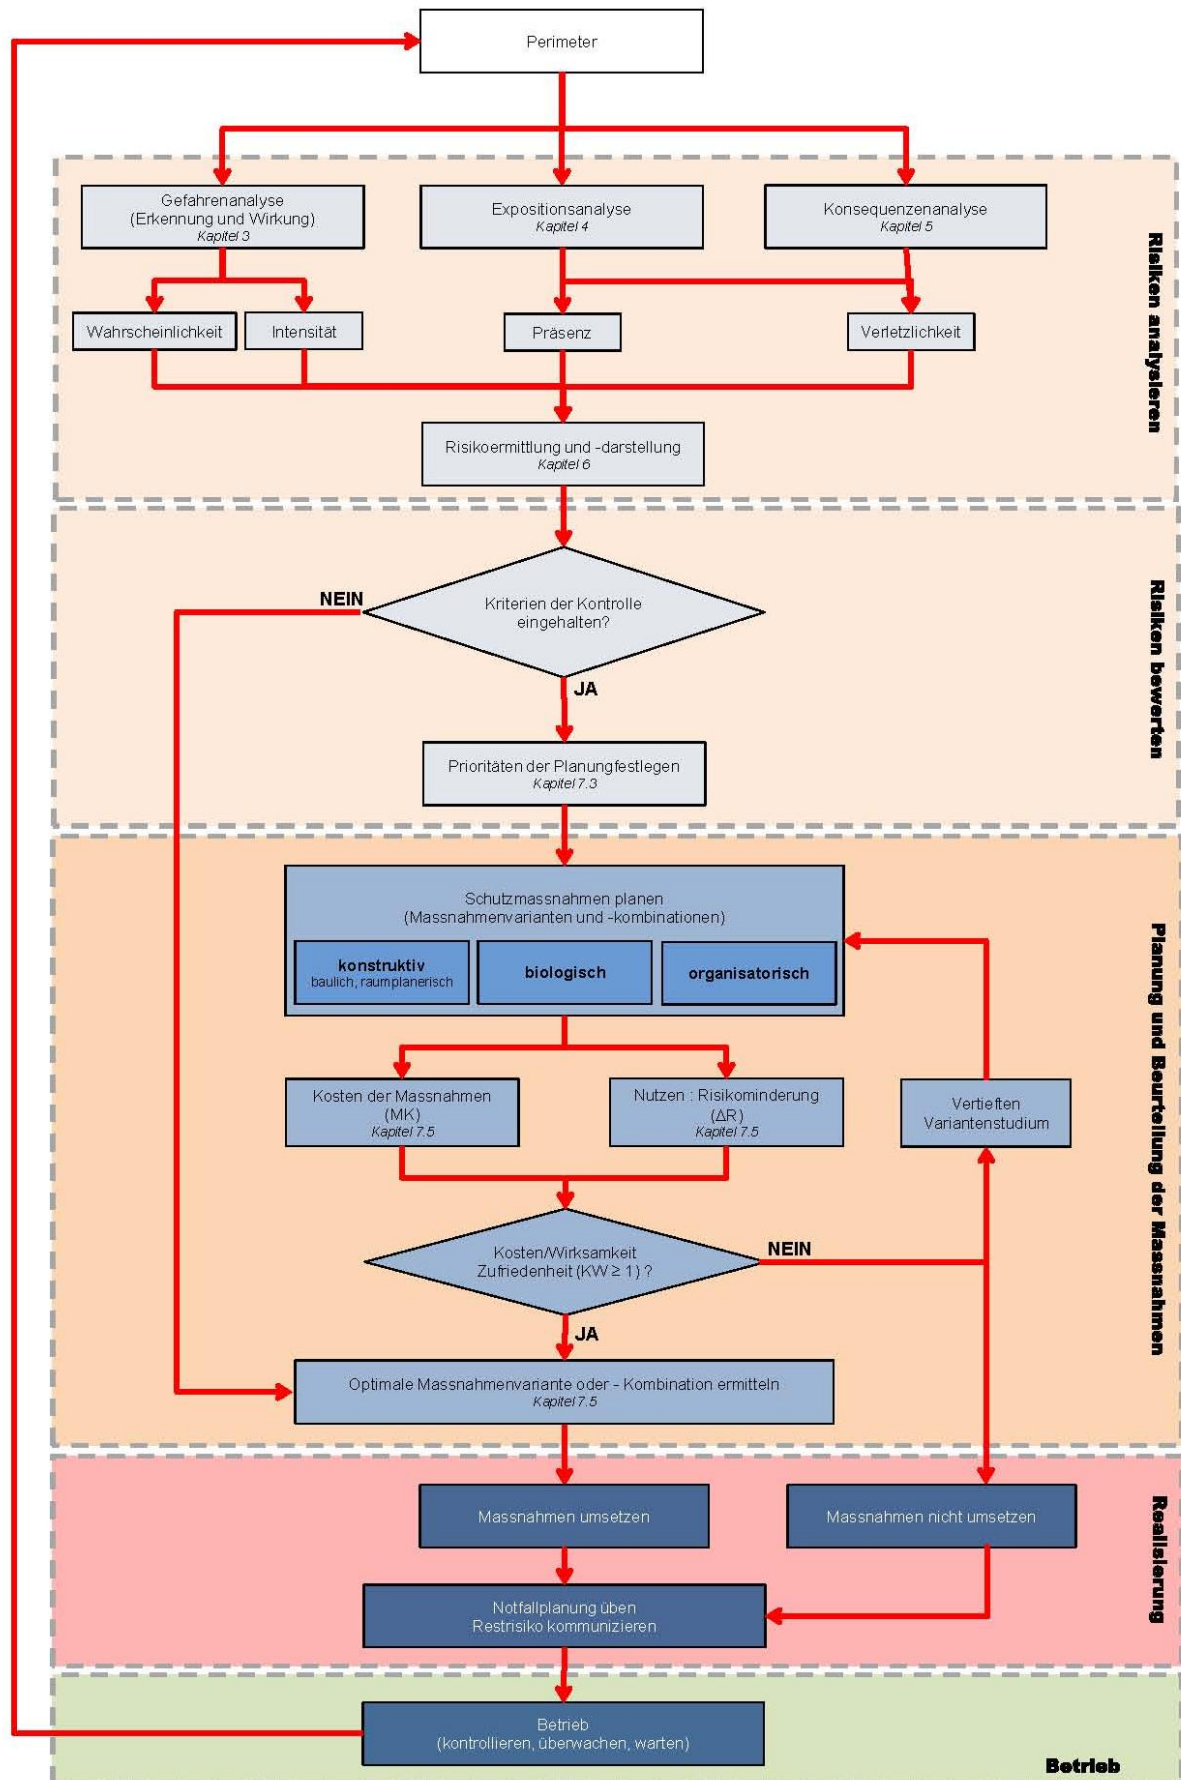 Perimeter
Gefahrenanalyse
(Erkennung und Wirkung)
Kapitel 3
Expositionsanalyse
Kapitel 4
Konsequenzenanalyse
Kapitel 5
Wahrscheinlichkeit
Intensität
Präsenz
Verletzlichkeit
Risikoermittlung und -darstellung
Kapitel 6
Risiken analysieren
NEIN
Kriterien der Kontrolle
eingehalten?
JA
Prioritäten der Planungfestlegen
Kapitel 7.3
Risiken bewerten
Schutzmassnahmen planen
(Massnahmenvarianten und -kombinationen)
konstruktiv
baulich, raumplanerisch
biologisch
organisatorisch
Kosten der Massnahmen
(MK)
Kapitel 7.5
Nutzen : Risikominderung
(ΔR)
Kapitel 7.5
Vertieften
Variantenstudium
Kosten/Wirksamkeit
Zufriedenheit (KW ≥ 1) ?
NEIN
JA
Optimale Massnahmenvariante oder - Kombination ermitteln
Kapitel 7.5
Planung und Beurteilung der Massnahmen
Massnahmen umsetzen
Massnahmen nicht umsetzen
Notfallplanung üben
Restrisiko kommunizieren
Realisierung
Betrieb
(kontrollieren, überwachen, warten)
Betrieb